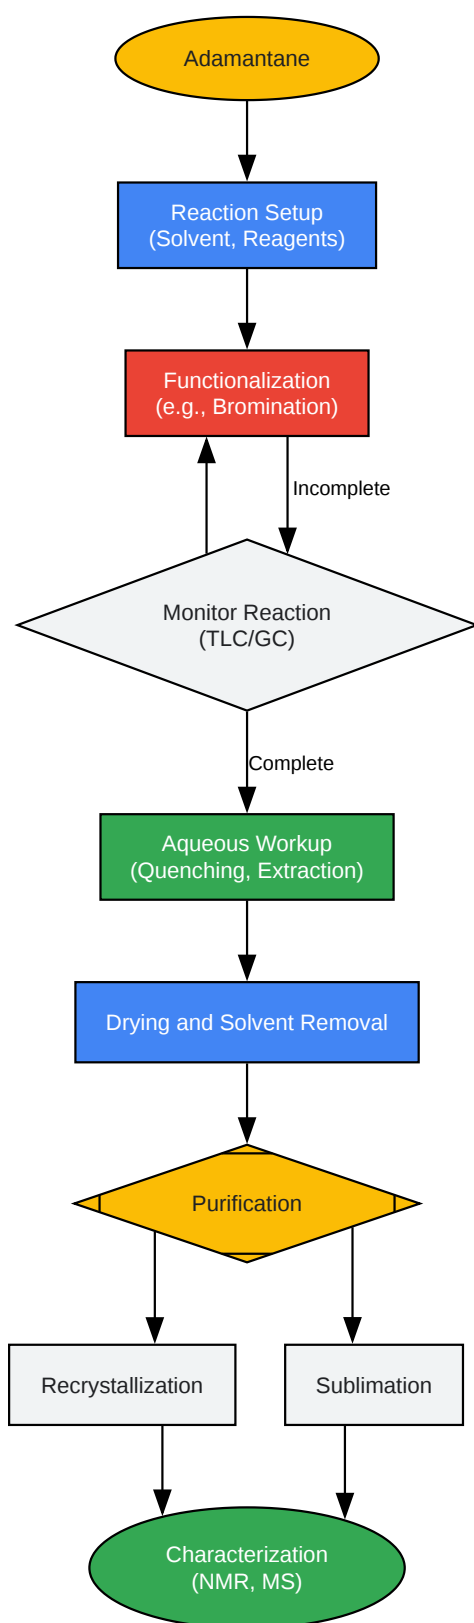 Adamantane
Reaction Setup
(Solvent, Reagents)
Functionalization
(e.g., Bromination)
Incomplete
Monitor Reaction
(TLC/GC)
Complete
Aqueous Workup
(Quenching, Extraction)
Drying and Solvent Removal
Purification
Recrystallization
Sublimation
Characterization
(NMR, MS)